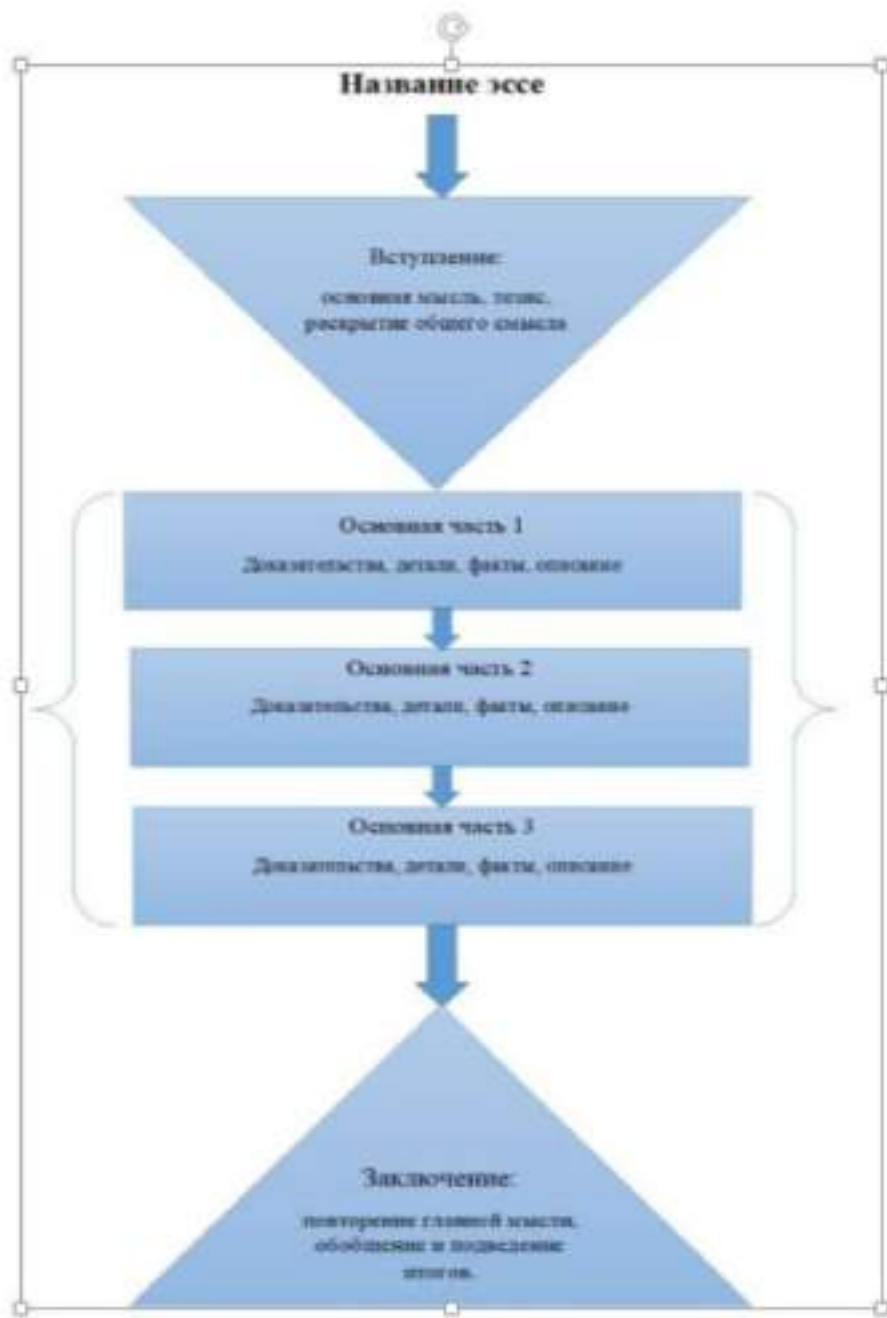 Название эссе
Вступление:
основная мысль, тезис,
раскрытие общего смысла
Основная часть 1
Доказательства, детали, факты, описание
Основная часть 2
Доказательства, детали, факты, описание
Основная часть 3
Доказательства, детали, факты, описание
Заключение:
повторение главной мысли,
обобщение и подведение
итогов.